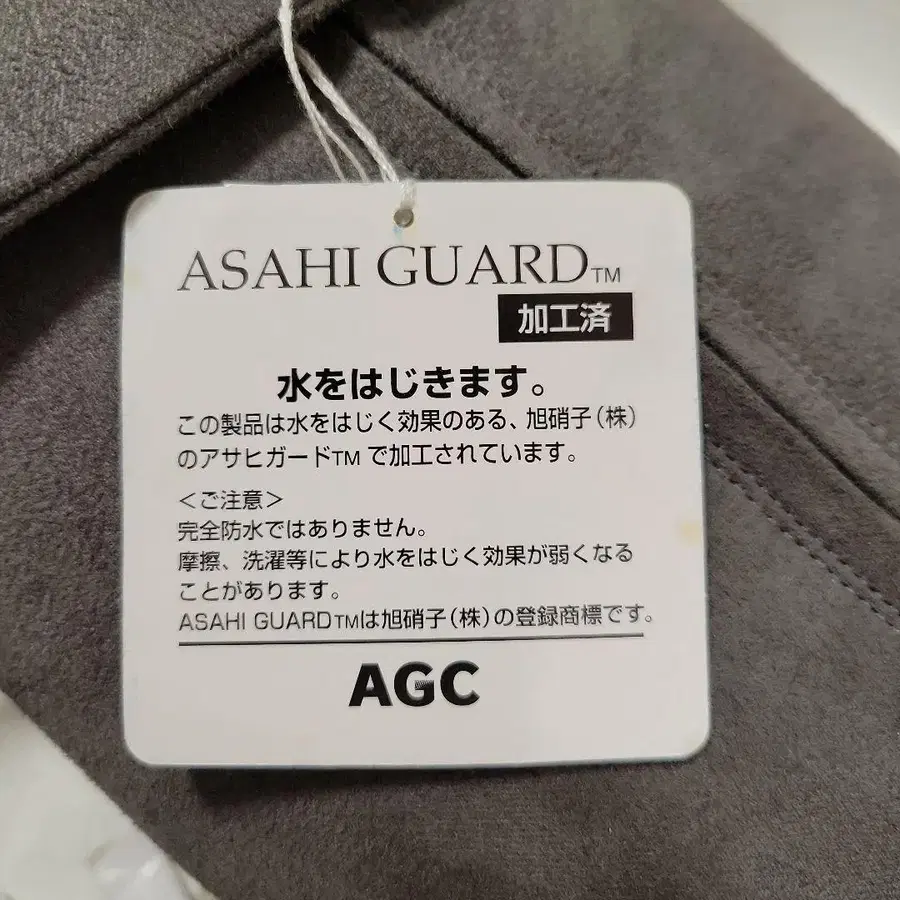 ASAHI GUARD™
加工済
水をはじきます。
この製品は水をはじく効果のある、旭硝子(株)
のアサヒガード™ で加工されています。
<ご注意>
完全防水ではありません。
摩擦、洗濯等により水をはじく効果が弱くなる
ことがあります。
ASAHI GUARD™は旭硝子(株)の登録商標です。
AGC